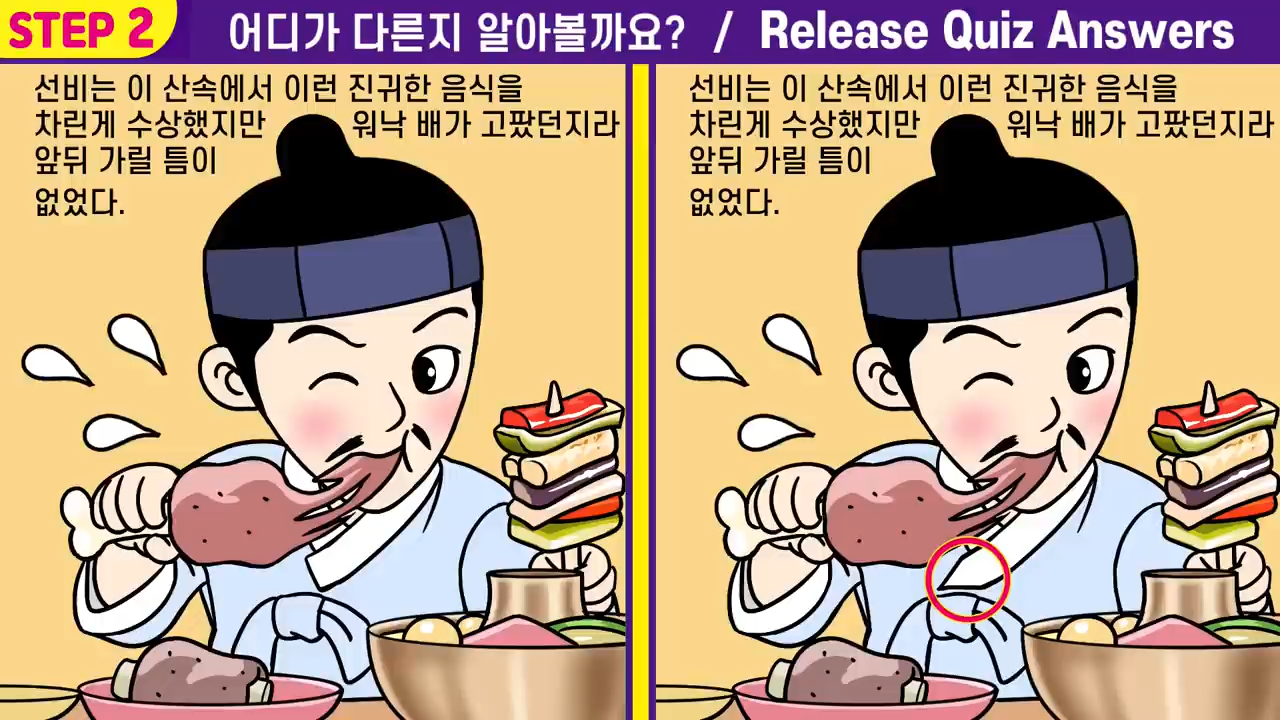 STEP 2
어디가 다른지 알아볼까요? / Release Quiz Answers
선비는 이 산속에서 이런 진귀한 음식을
차린게 수상했지만 워낙 배가 고팠던지라
앞뒤 가릴 틈이
없었다.
선비는 이 산속에서 이런 진귀한 음식을
차린게 수상했지만 워낙 배가 고팠던지라
앞뒤 가릴 틈이
없었다.